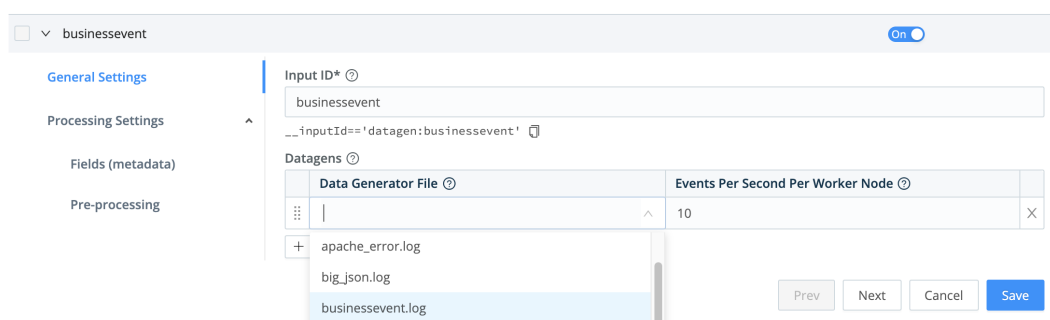 businessevent
On
General Settings
Processing Settings
Fields (metadata)
Pre-processing
Input ID* ?
businessevent
__inputId=='datagen:businessevent'
Datagens ?
Data Generator File ?
Events Per Second Per Worker Node ?
10
X
+
apache_error.log
big_json.log
businessevent.log
Prev
Next
Cancel
Save